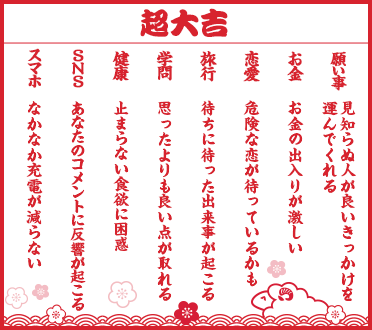 超大吉
願い事 見知らぬ人が良いきっかけを
運んでくれる
お金 お金の出入りが激しい
恋愛 危険な恋が待っているかも
旅行 待ちに待った出来事が起こる
学問 思ったよりも良い点が取れる
健康 止まらない食欲に困惑
SNS あなたのコメントに反響が起こる
スマホ なかなか充電が減らない